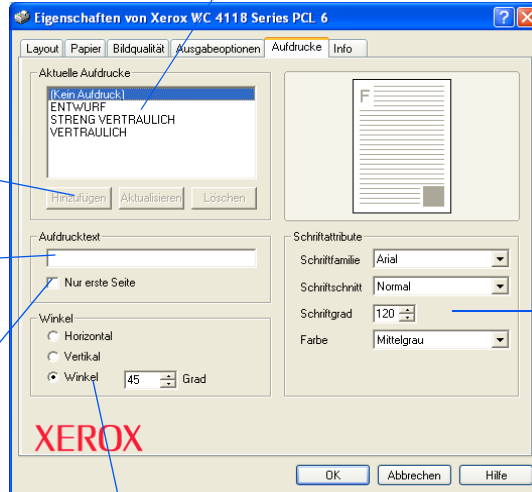 Eigenschaften von Xerox WC 4118 Series PCL 6
Layout Papier Bildqualität Ausgabeoptionen Aufdrucke Info
Aktuelle Aufdrucke
(Kein Aufdruck)
ENTWURF
STRENG VERTRAULICH
VERTRAULICH
Hinzufügen Aktualisieren Löschen
F
Aufdrucktext
Nur erste Seite
Winkel
Horizontal
Vertikal
Winkel 45 Grad
Schriftattribute
Schriftfamilie Arial
Schriftschnitt Normal
Schriftgrad 120
Farbe Mittelgrau
XEROX
OK Abbrechen Hilfe